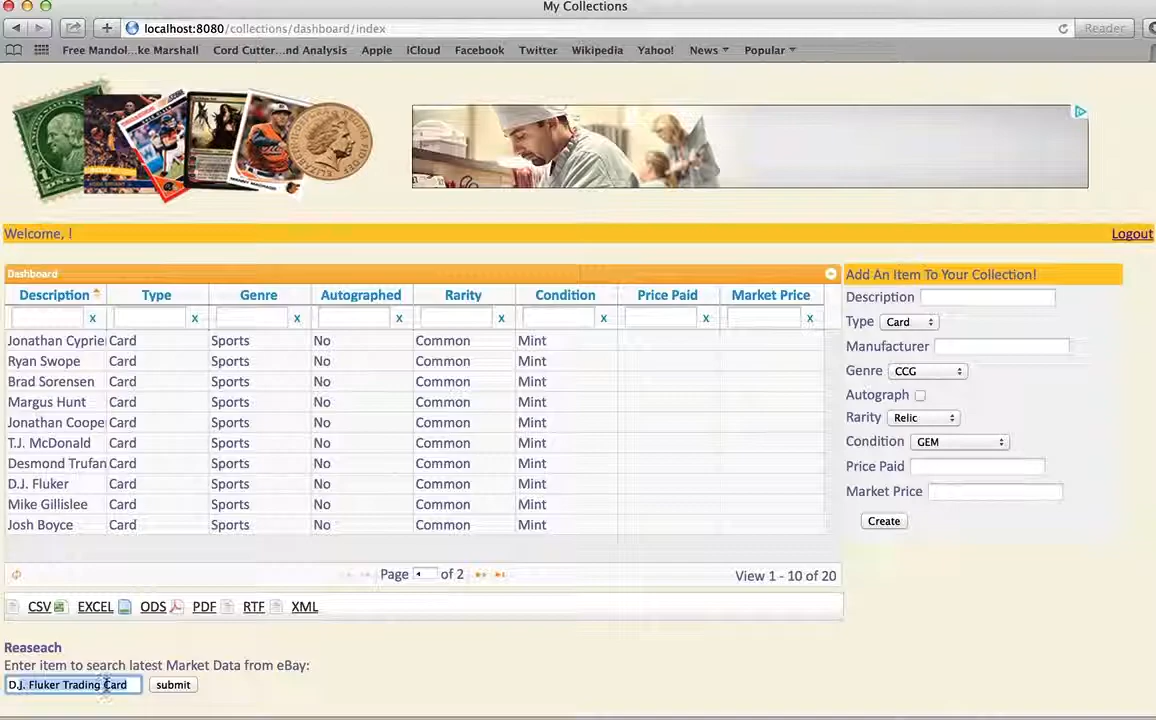 My Collections
localhost:8080/collections/dashboard/index
Reader
Free Mandol...ke Marshall Cord Cutter...nd Analysis Apple iCloud Facebook Twitter Wikipedia Yahoo! News Popular
MANNY MACHADO
Welcome, !
Logout
Dashboard
Description Type Genre Autographed Rarity Condition Price Paid Market Price
x x x x x x x x
Jonathan Cyprie Card Sports No Common Mint
Ryan Swope Card Sports No Common Mint
Brad Sorensen Card Sports No Common Mint
Margus Hunt Card Sports No Common Mint
Jonathan Coope Card Sports No Common Mint
T.J. McDonald Card Sports No Common Mint
Desmond Trufan Card Sports No Common Mint
D.J. Fluker Card Sports No Common Mint
Mike Gillislee Card Sports No Common Mint
Josh Boyce Card Sports No Common Mint
Page of 2
View 1 - 10 of 20
CSV EXCEL ODS PDF RTF XML
Add An Item To Your Collection!
Description
Type Card
Manufacturer
Genre CCG
Autograph
Rarity Relic
Condition GEM
Price Paid
Market Price
Create
Reaseach
Enter item to search latest Market Data from eBay:
D.J. Fluker Trading Card submit